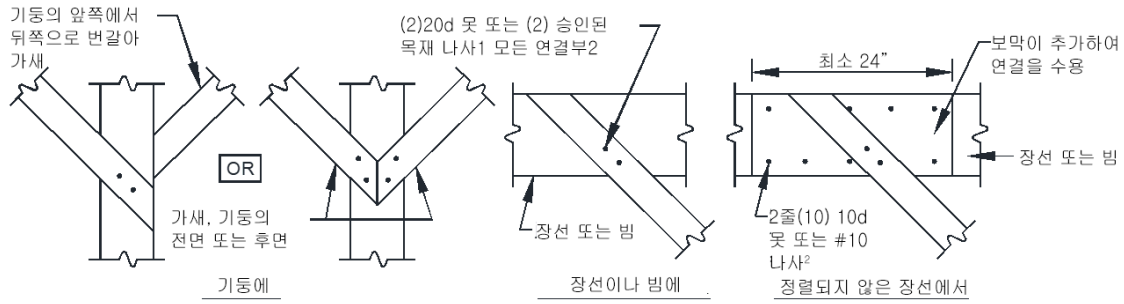 기둥의 앞쪽에서
뒤쪽으로 번갈아
가새
OR
가새, 기둥의
전면 또는 후면
기둥에
(2)20d 못 또는 (2) 승인된
목재 나사1 모든 연결부2
장선 또는 빔
장선이나 빔에
최소 24"
보막이 추가하여
연결을 수용
장선 또는 빔
2줄(10) 10d
못 또는 #10
나사²
정렬되지 않은 장선에서